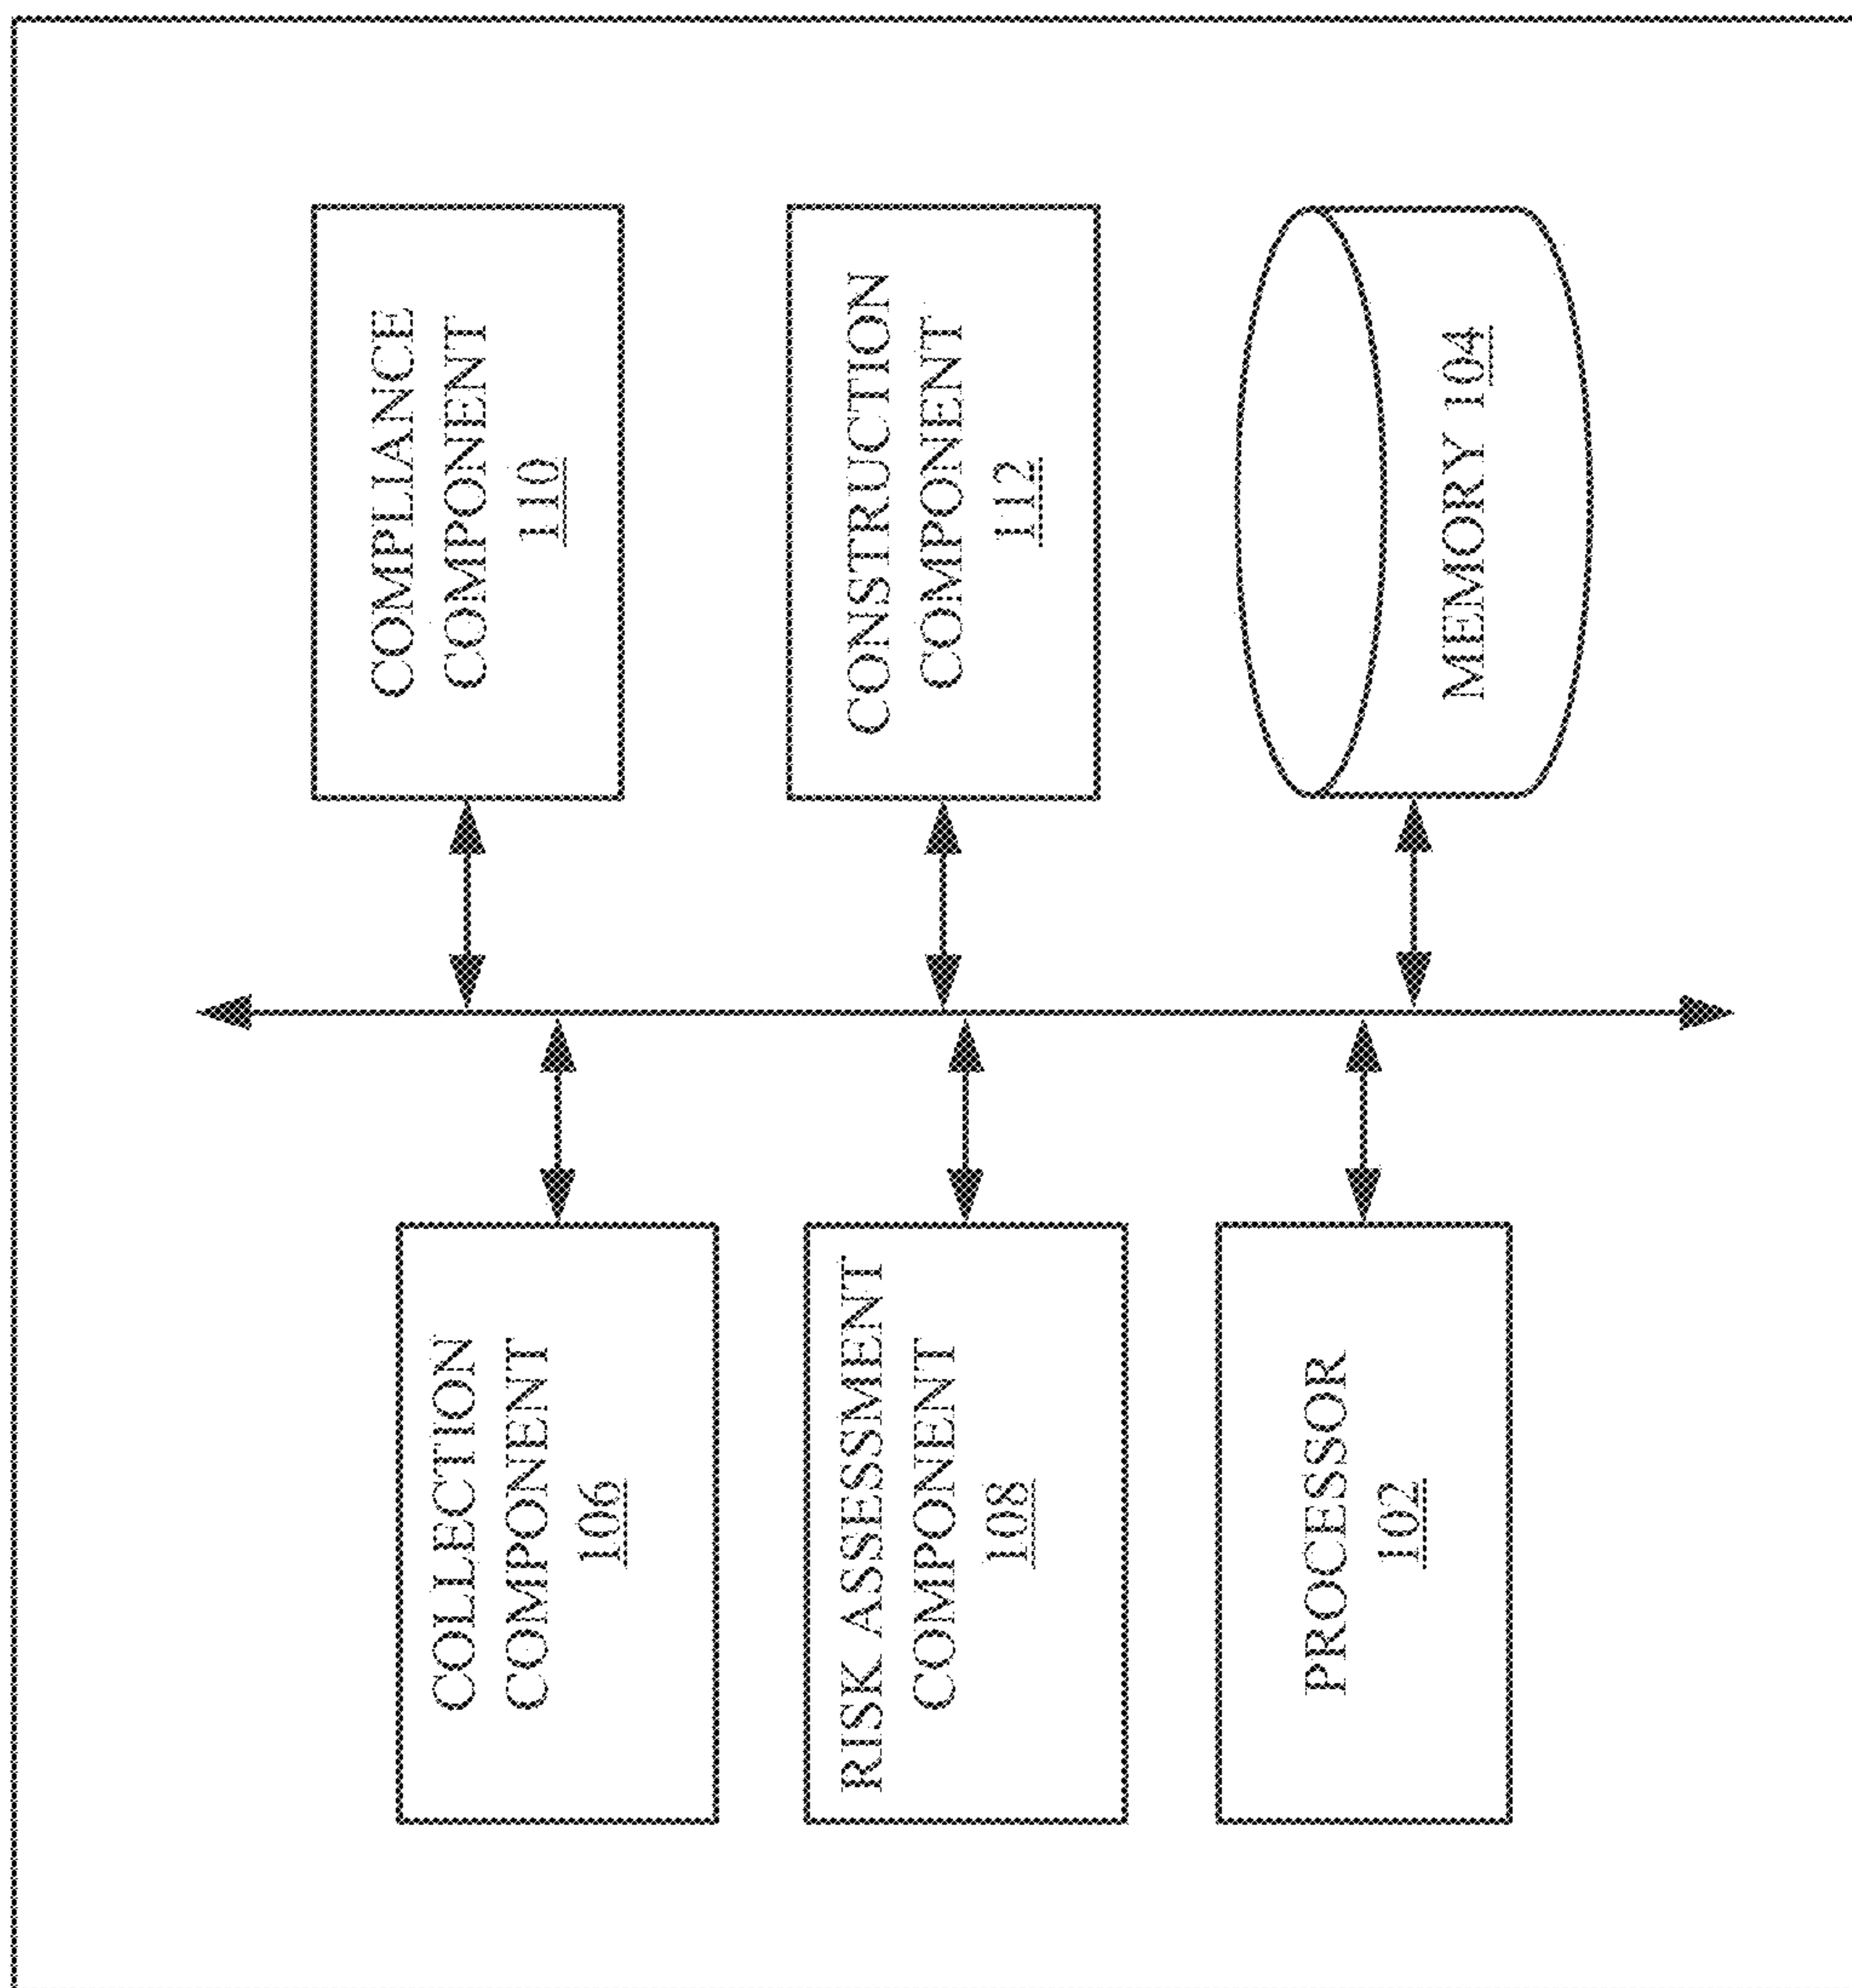 COLLECTION
COMPONENT
106
COMPLIANCE
COMPONENT
110
RISK ASSESSMENT
COMPONENT
108
CONSTRUCTION
COMPONENT
112
PROCESSOR
102
MEMORY 104